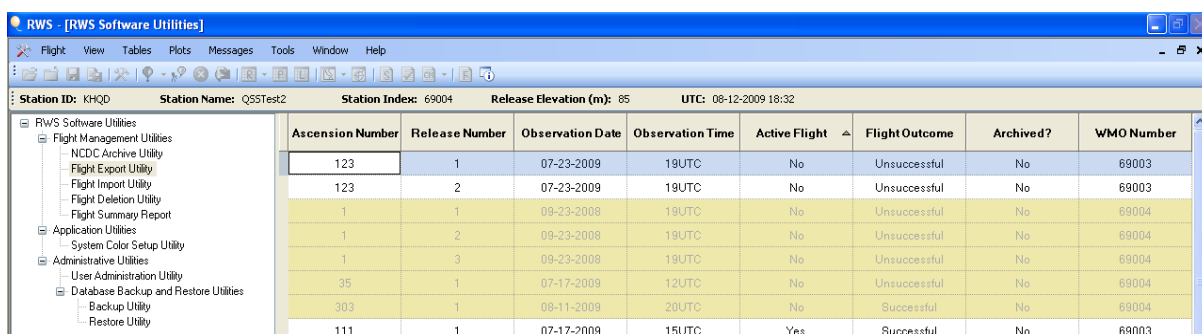 RWS - [RWS Software Utilities]
Flight View Tables Plots Messages Tools Window Help
Station ID: KHQD Station Name: QSSTest2 Station Index: 69004 Release Elevation (m): 85 UTC: 08-12-2009 18:32
RWS Software Utilities
Flight Management Utilities
NCDC Archive Utility
Flight Export Utility
Flight Import Utility
Flight Deletion Utility
Flight Summary Report
Application Utilities
System Color Setup Utility
Administrative Utilities
User Administration Utility
Database Backup and Restore Utilities
Backup Utility
Restore Utility
Ascension Number Release Number Observation Date Observation Time Active Flight Flight Outcome Archived? WMO Number
123 1 07-23-2009 19UTC No Unsuccessful No 69003
123 2 07-23-2009 19UTC No Unsuccessful No 69003
1 1 09-23-2008 19UTC No Unsuccessful No 69004
1 2 09-23-2008 19UTC No Unsuccessful No 69004
1 3 09-23-2008 19UTC No Unsuccessful No 69004
35 1 07-17-2009 12UTC No Unsuccessful No 69004
303 1 08-11-2009 20UTC No Successful No 69004
111 1 07-17-2009 15UTC Yes Successful No 69003